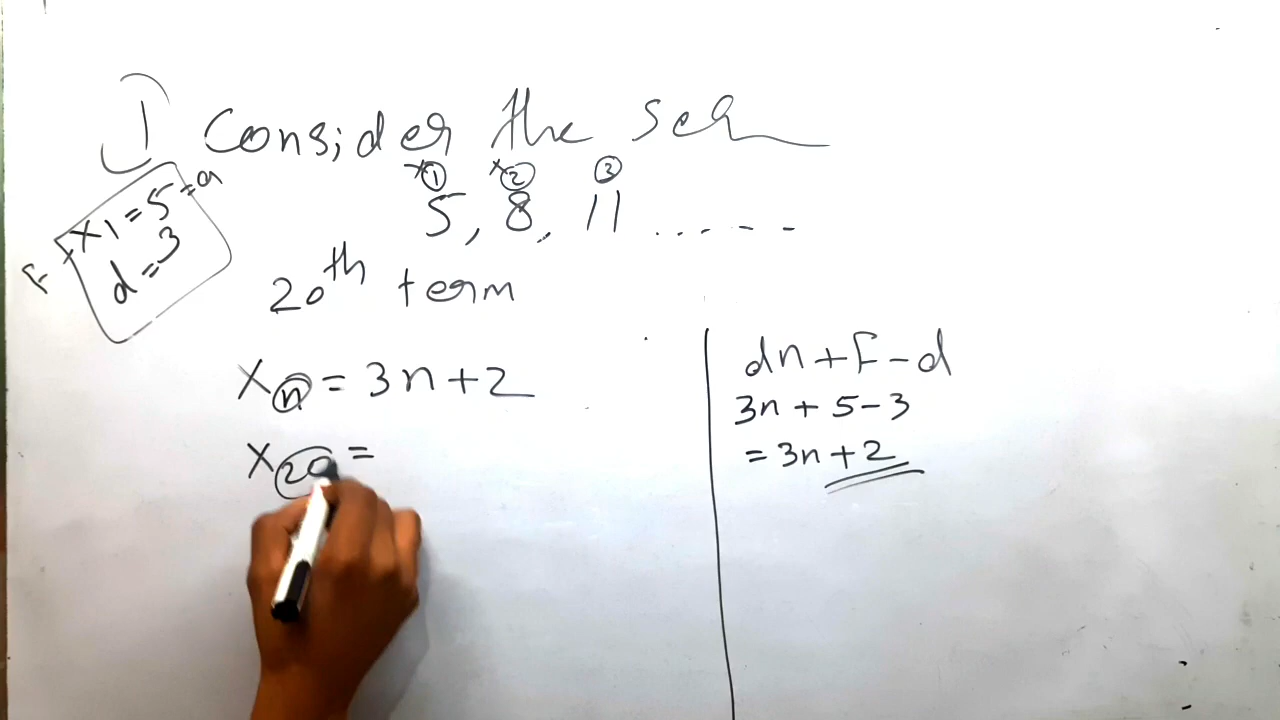 1) Consider the
x1 x2 3
5, 8, 11 ......
F x1 = 5 = a
d = 3
20th term
xn = 3n + 2
x20 =
dn + F - d
3n + 5 - 3
= 3n + 2